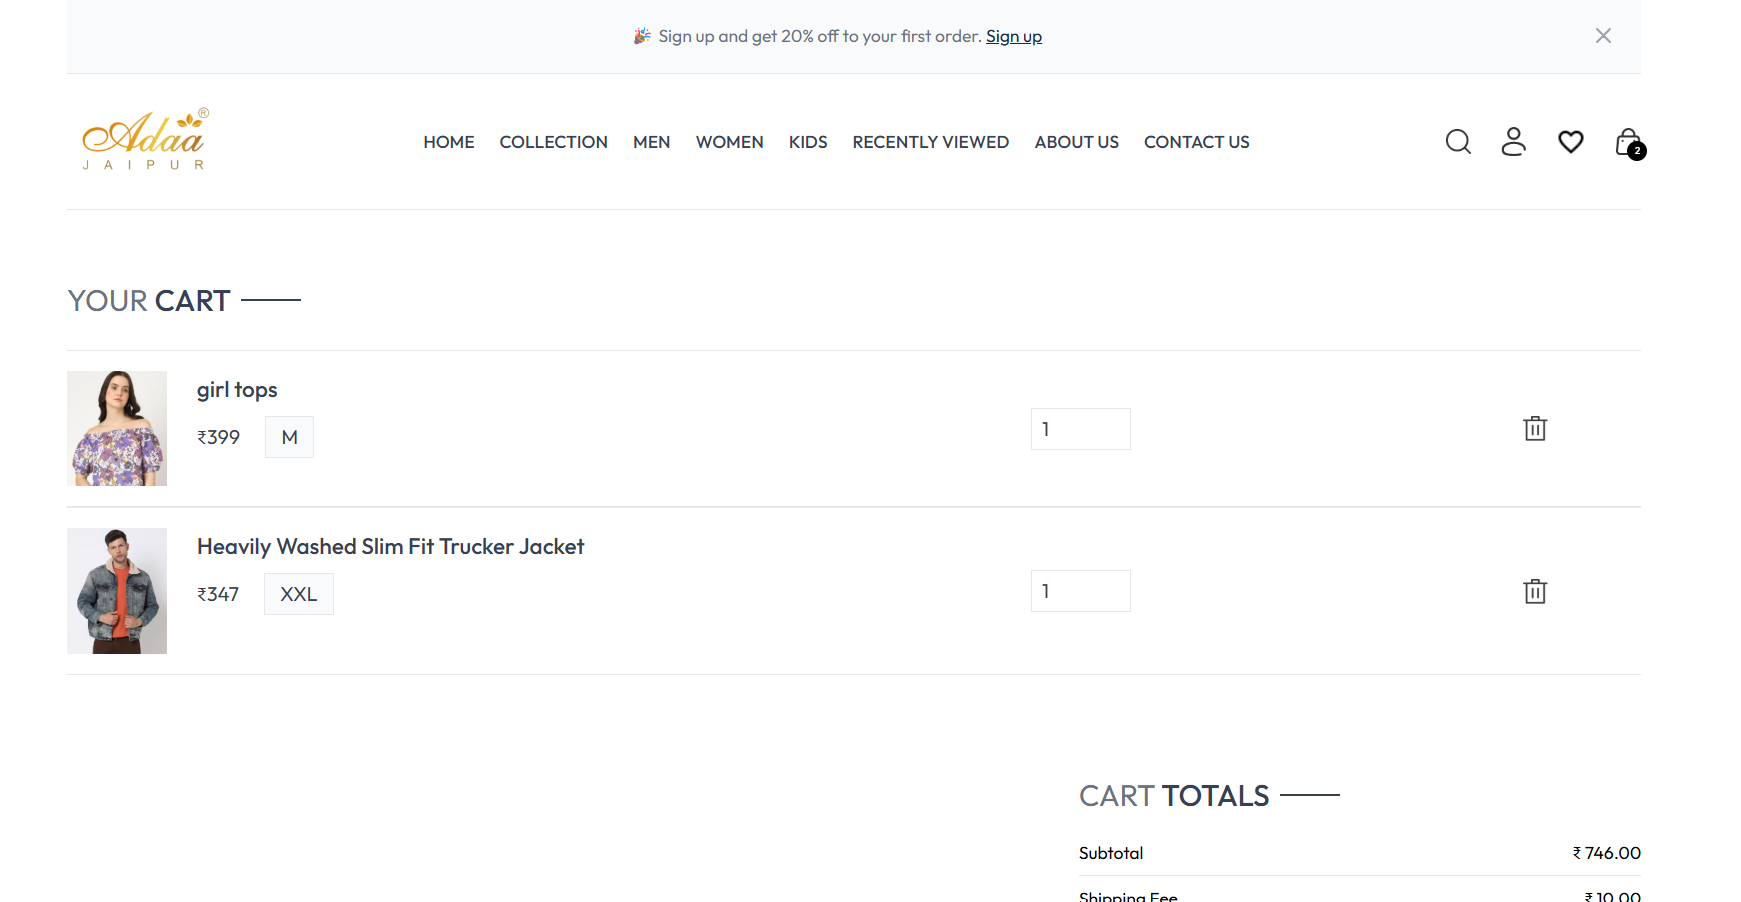 🎉 Sign up and get 20% off to your first order. Sign up
Adaa®
JAIPUR
HOME COLLECTION MEN WOMEN KIDS RECENTLY VIEWED ABOUT US CONTACT US
2
YOUR CART
girl tops
₹399 M
1
Heavily Washed Slim Fit Trucker Jacket
₹347 XXL
1
CART TOTALS
Subtotal ₹ 746.00
Shipping Fee ₹ 10.00